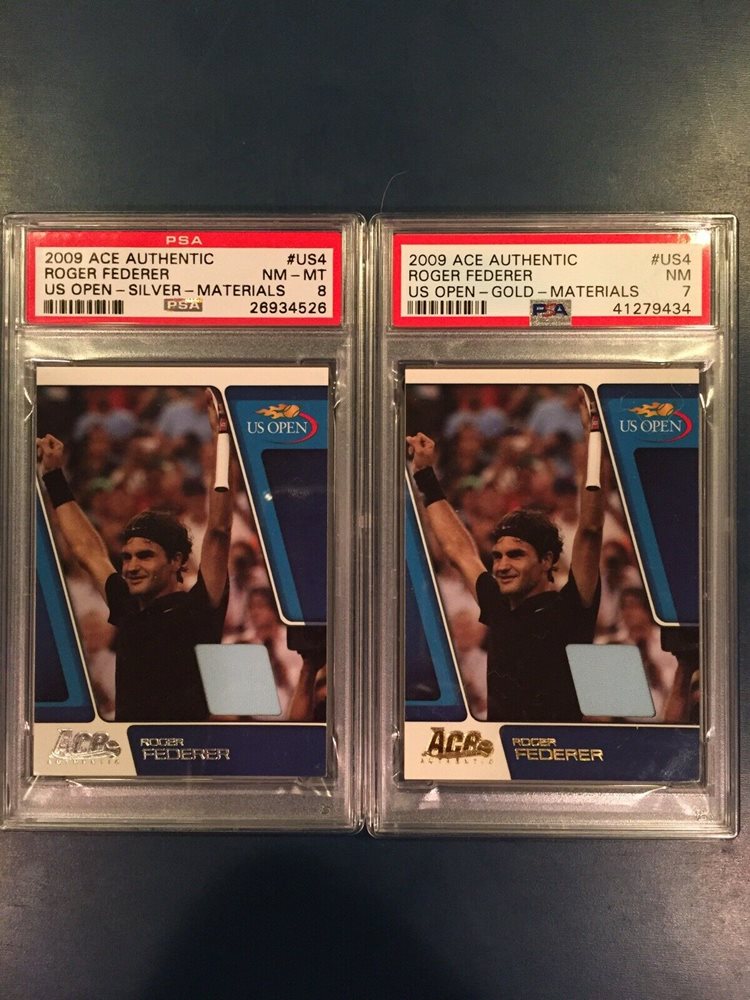 PSA
2009 ACE AUTHENTIC #US4
ROGER FEDERER NM-MT
US OPEN-SILVER-MATERIALS 8
PSA 26934526
US OPEN
ACE
AUTHENTIC
ROGER
FEDERER
2009 ACE AUTHENTIC #US4
ROGER FEDERER NM
US OPEN-GOLD-MATERIALS 7
PSA 41279434
US OPEN
ACE
AUTHENTIC
ROGER
FEDERER